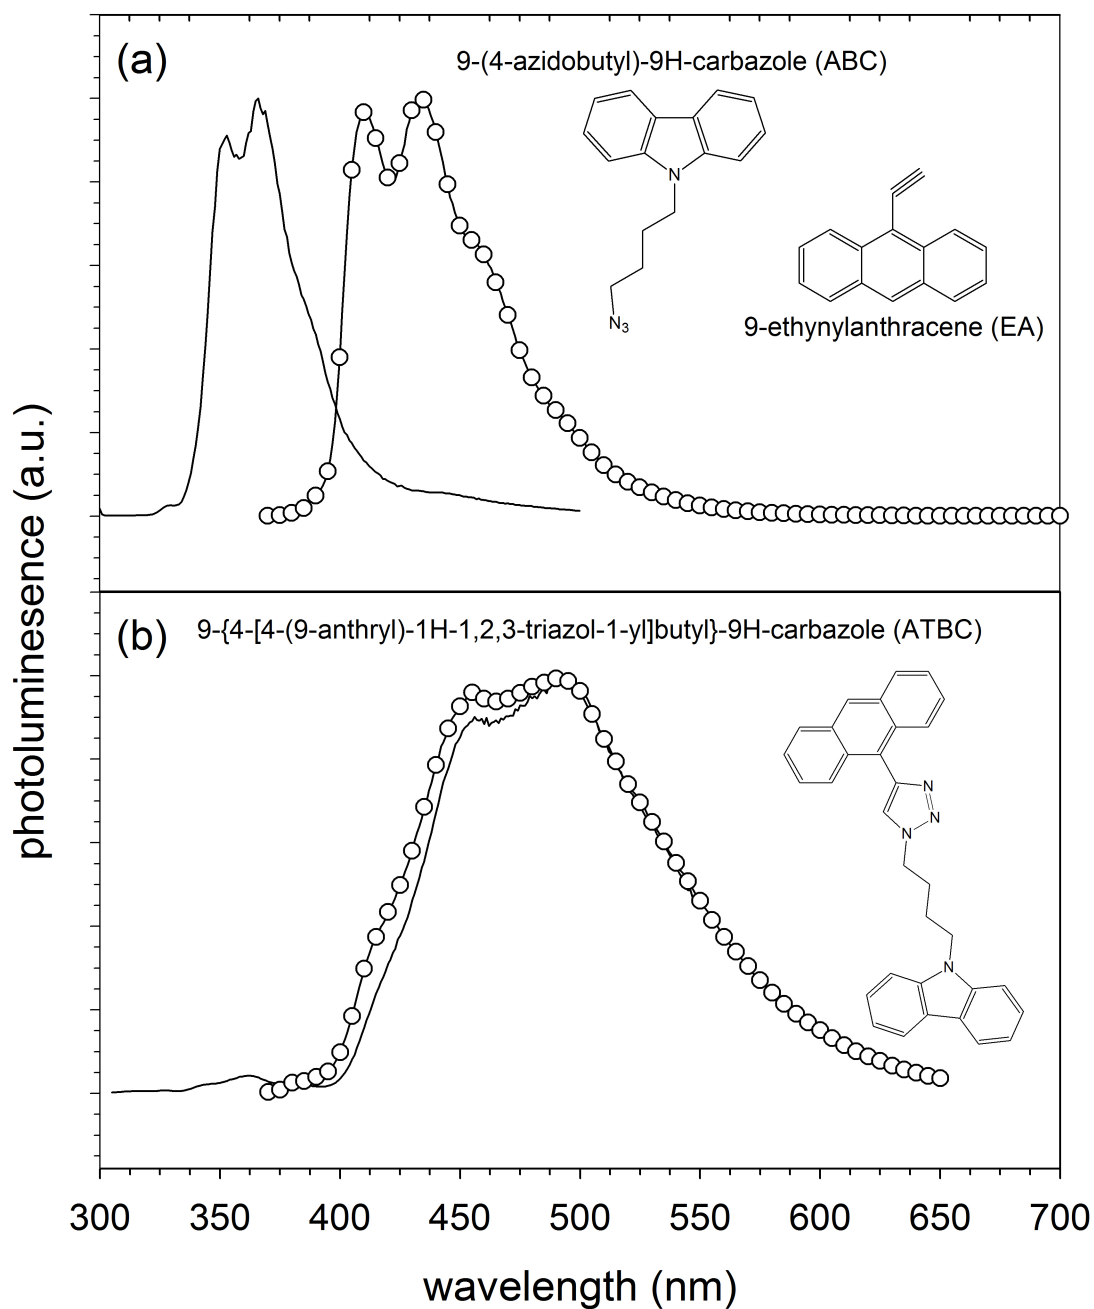 (a)
9-(4-azidobutyl)-9H-carbazole (ABC)
N
N3
9-ethynylanthracene (EA)
photoluminesence (a.u.)
(b)
9-{4-[4-(9-anthryl)-1H-1,2,3-triazol-1-yl]butyl}-9H-carbazole (ATBC)
N
N
N
N
300 350 400 450 500 550 600 650 700
wavelength (nm)